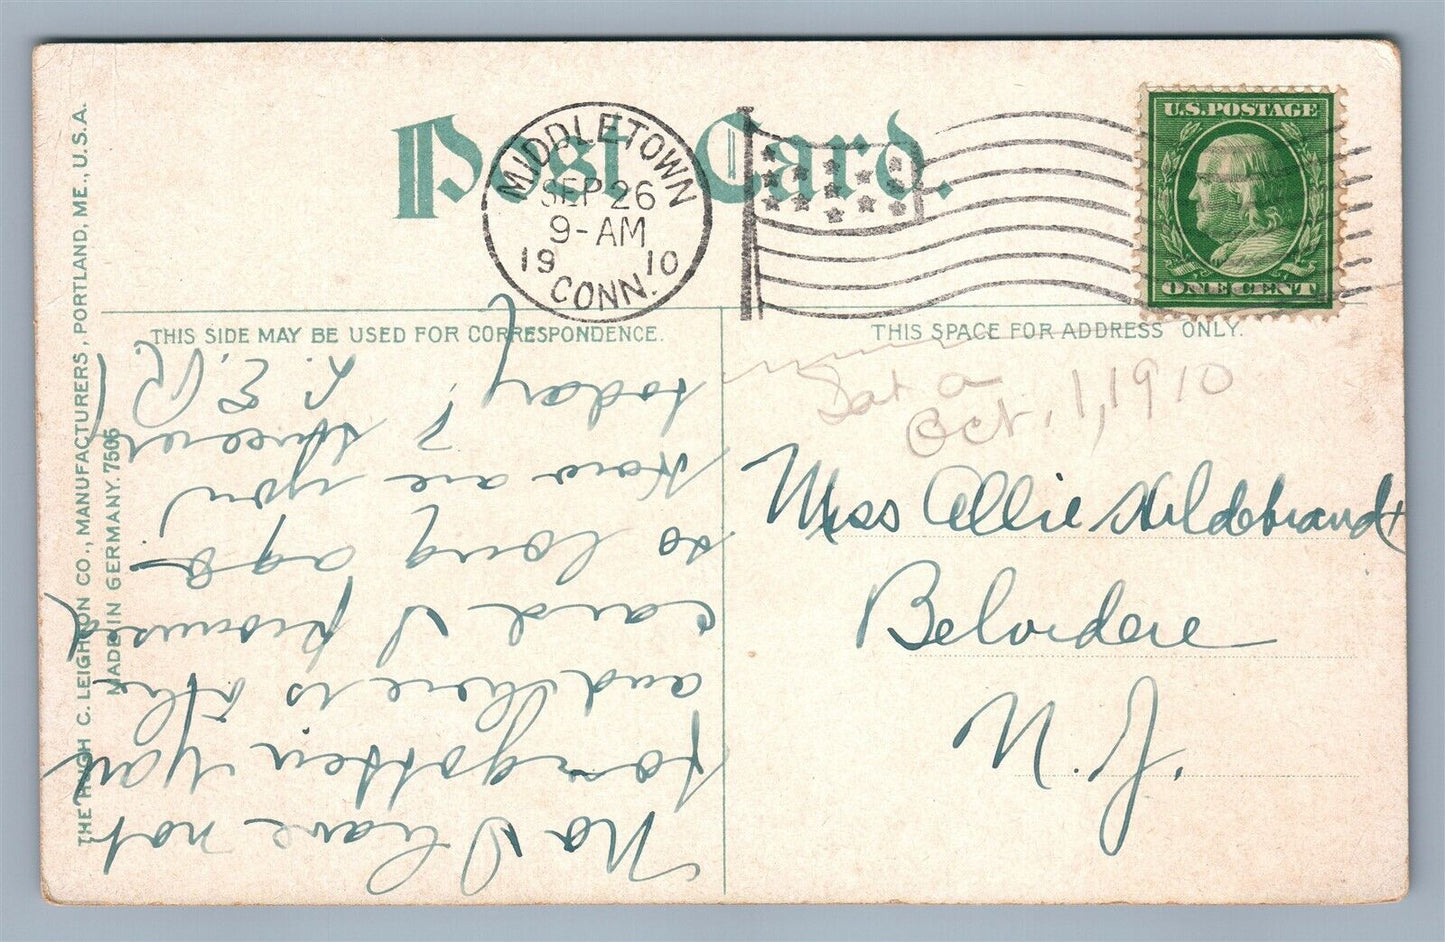 Post Card.
MIDDLETOWN
SEP 26
9-AM
1910
CONN.
U.S. POSTAGE
ONE CENT
THE HUGH C. LEIGHTON CO., MANUFACTURERS, PORTLAND, ME., U.S.A.
MADE IN GERMANY. 7505
THIS SIDE MAY BE USED FOR CORRESPONDENCE.
THIS SPACE FOR ADDRESS ONLY.
No I have not
forgotten you
and here is the
card I promised
so long ago
How are you
today?
L. E. R.
Oct. 1, 1910
Miss Allie Hildebrandt
Belvidere
N. J.